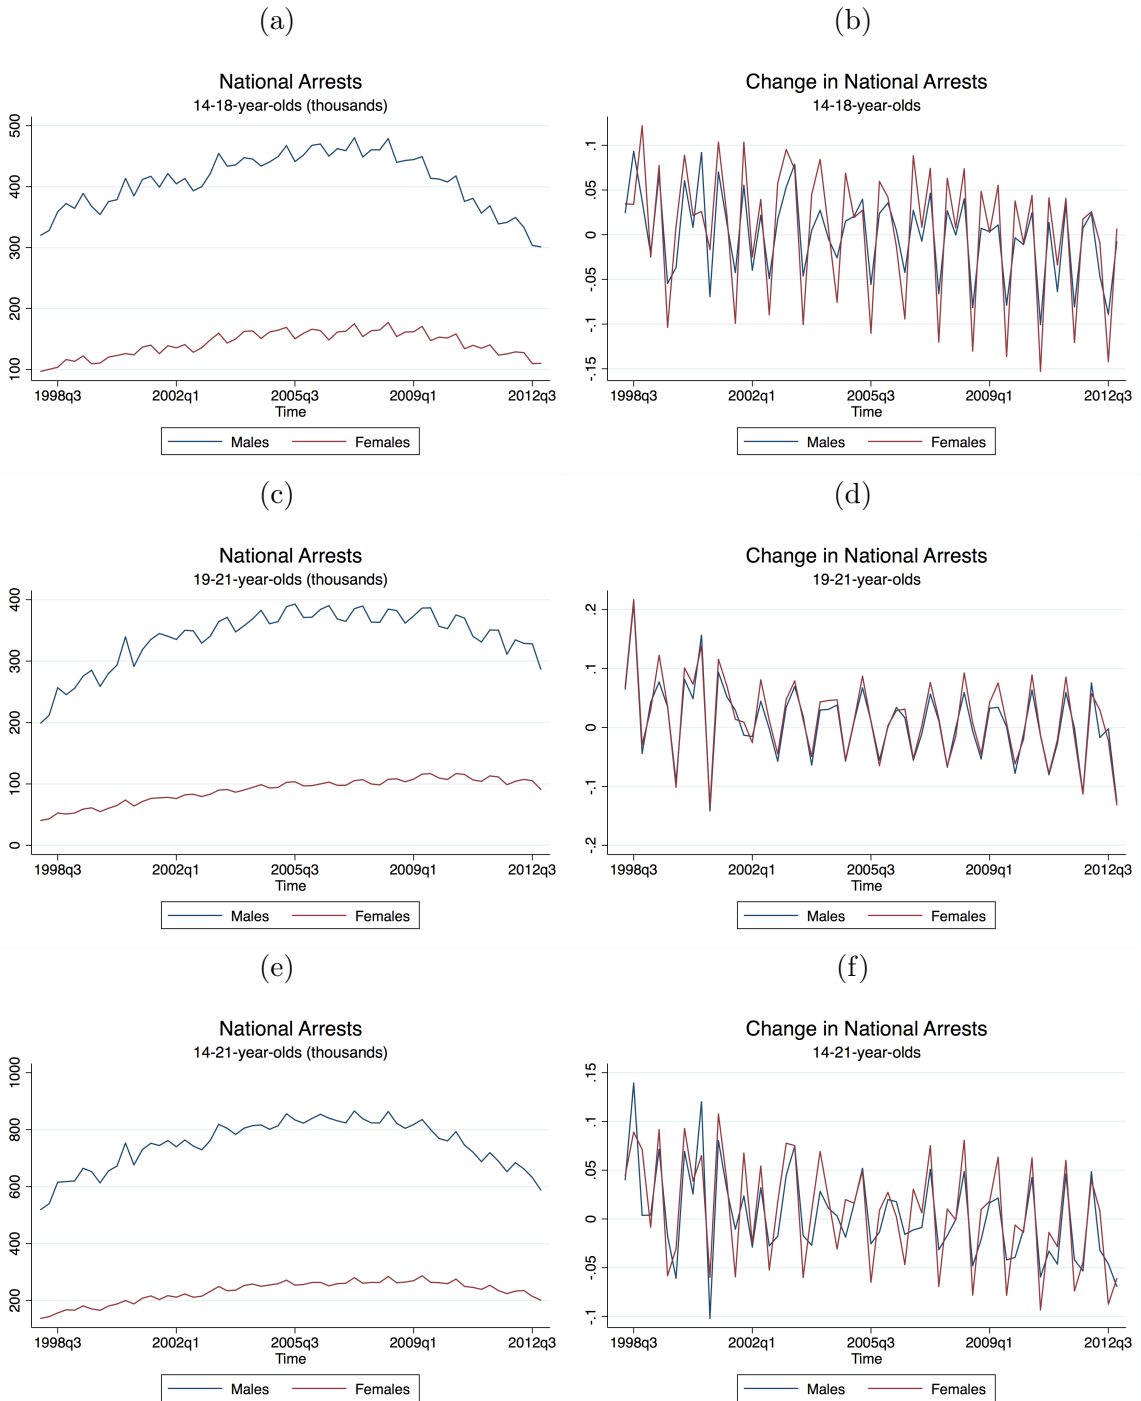 (a)
National Arrests
14-18-year-olds (thousands)
500
400
300
200
100
1998q3 2002q1 2005q3 2009q1 2012q3
Time
Males Females
(b)
Change in National Arrests
14-18-year-olds
.1
.05
0
-.05
-.1
-.15
1998q3 2002q1 2005q3 2009q1 2012q3
Time
Males Females
(c)
National Arrests
19-21-year-olds (thousands)
400
300
200
100
0
1998q3 2002q1 2005q3 2009q1 2012q3
Time
Males Females
(d)
Change in National Arrests
19-21-year-olds
.2
.1
0
-.1
-.2
1998q3 2002q1 2005q3 2009q1 2012q3
Time
Males Females
(e)
National Arrests
14-21-year-olds (thousands)
1000
800
600
400
200
1998q3 2002q1 2005q3 2009q1 2012q3
Time
Males Females
(f)
Change in National Arrests
14-21-year-olds
.15
.1
.05
0
-.05
-.1
1998q3 2002q1 2005q3 2009q1 2012q3
Time
Males Females